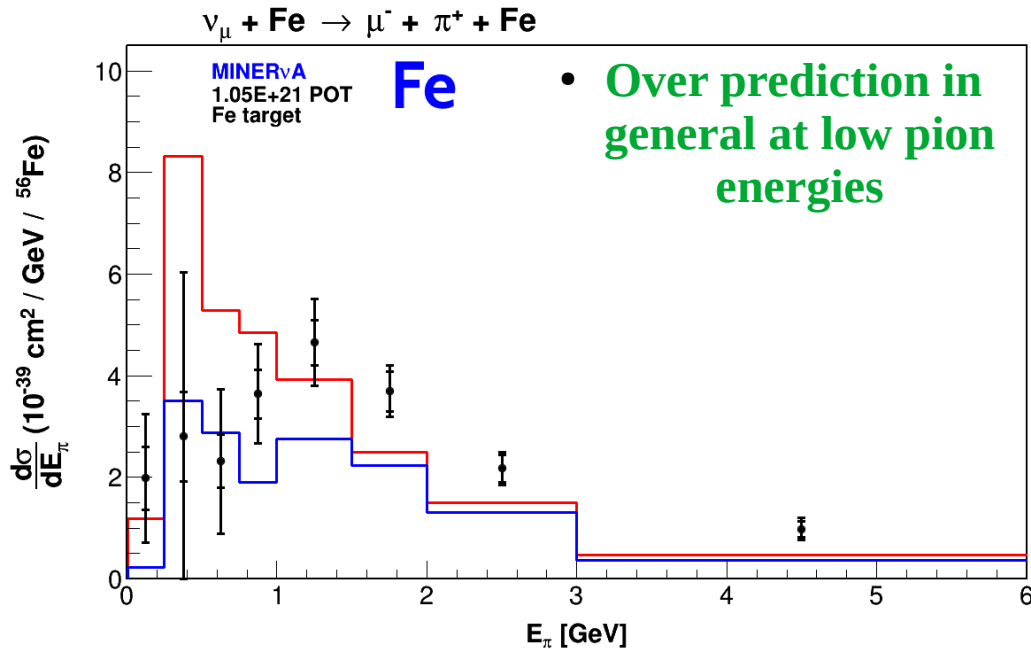 νμ + Fe → μ- + π+ + Fe
MINERνA
1.05E+21 POT
Fe target
Fe
• Over prediction in
general at low pion
energies
dσ/dEπ (10-39 cm2 / GeV / 56Fe)
10
8
6
4
2
0
0 1 2 3 4 5 6
Eπ [GeV]